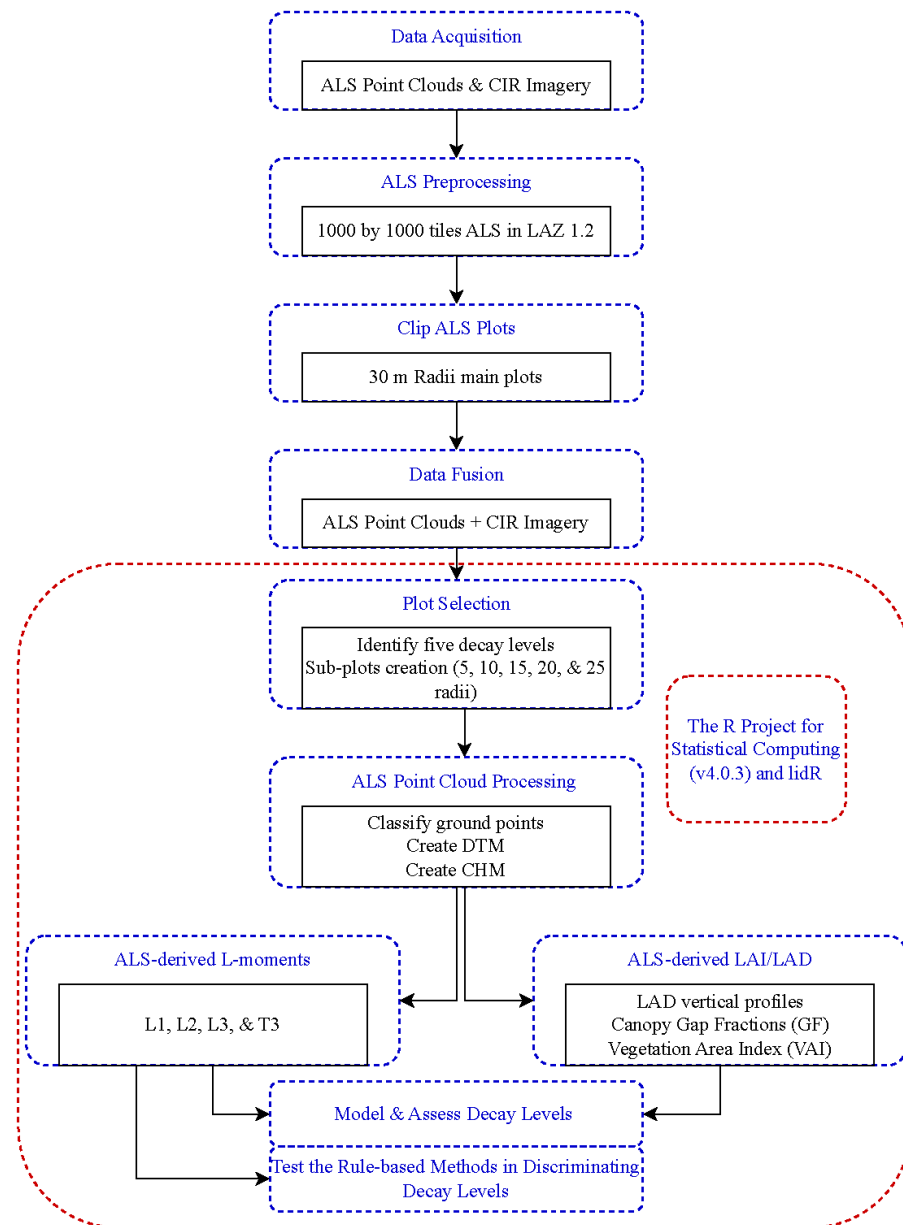 Data Acquisition
ALS Point Clouds & CIR Imagery
ALS Preprocessing
1000 by 1000 tiles ALS in LAZ 1.2
Clip ALS Plots
30 m Radii main plots
Data Fusion
ALS Point Clouds + CIR Imagery
Plot Selection
Identify five decay levels
Sub-plots creation (5, 10, 15, 20, & 25
radii)
The R Project for
Statistical Computing
(v4.0.3) and lidR
ALS Point Cloud Processing
Classify ground points
Create DTM
Create CHM
ALS-derived L-moments
L1, L2, L3, & T3
ALS-derived LAI/LAD
LAD vertical profiles
Canopy Gap Fractions (GF)
Vegetation Area Index (VAI)
Model & Assess Decay Levels
Test the Rule-based Methods in Discriminating
Decay Levels